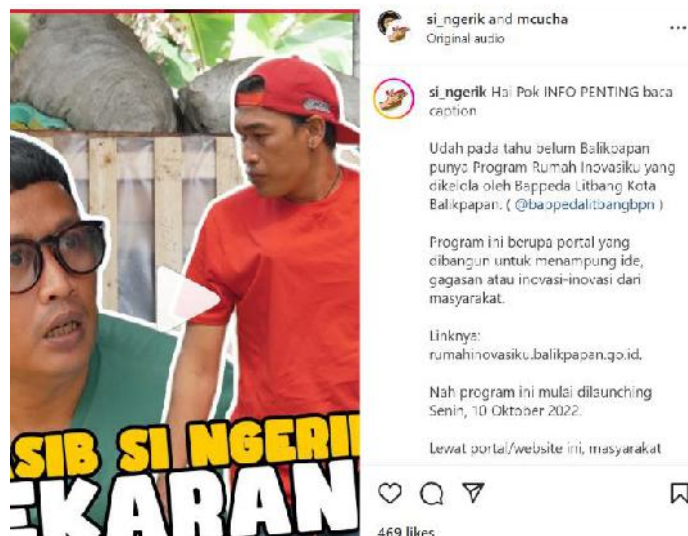 SIB SI NGERI
EKARAN
si_ngerik and mcucha
Original audio
si_ngerik Hai Pok INFO PENTING baca
caption
Udah pada tahu belum Balikpapan
punya Program Rumah Inovasiku yang
dikelola oleh Bappeda Litbang Kota
Balikpapan. ( @bappedalitbangbpn )
Program ini berupa portal yang
dibangun untuk menampung ide,
gagasan atau inovasi-inovasi dari
masyarakat.
Linknya:
rumahinovasiku.balikpapan.go.id.
Nah program ini mulai dilaunching
Senin, 10 Oktober 2022.
Lewat portal/website ini, masyarakat
469 likes